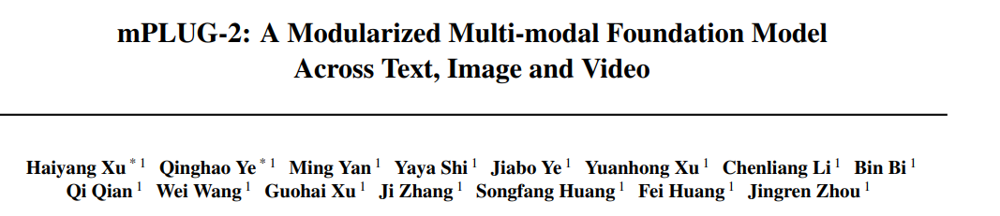 mPLUG-2: A Modularized Multi-modal Foundation Model
Across Text, Image and Video
Haiyang Xu * 1 Qinghao Ye * 1 Ming Yan 1 Yaya Shi 1 Jiabo Ye 1 Yuanhong Xu 1 Chenliang Li 1 Bin Bi 1
Qi Qian 1 Wei Wang 1 Guohai Xu 1 Ji Zhang 1 Songfang Huang 1 Fei Huang 1 Jingren Zhou 1